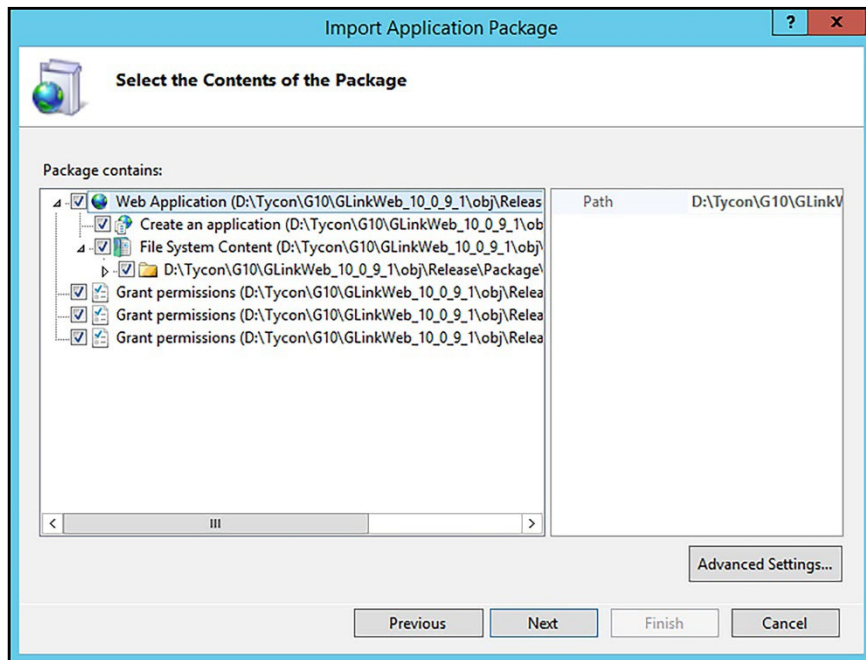 Import Application Package
? x
Select the Contents of the Package
Package contains:
Web Application (D:\Tycon\G10\GLinkWeb_10_0_9_1\obj\Releas
Create an application (D:\Tycon\G10\GLinkWeb_10_0_9_1\ob
File System Content (D:\Tycon\G10\GLinkWeb_10_0_9_1\obj\
D:\Tycon\G10\GLinkWeb_10_0_9_1\obj\Release\Package\
Grant permissions (D:\Tycon\G10\GLinkWeb_10_0_9_1\obj\Relea
Grant permissions (D:\Tycon\G10\GLinkWeb_10_0_9_1\obj\Relea
Grant permissions (D:\Tycon\G10\GLinkWeb_10_0_9_1\obj\Relea
Path D:\Tycon\G10\GLinkV
Advanced Settings...
Previous Next Finish Cancel